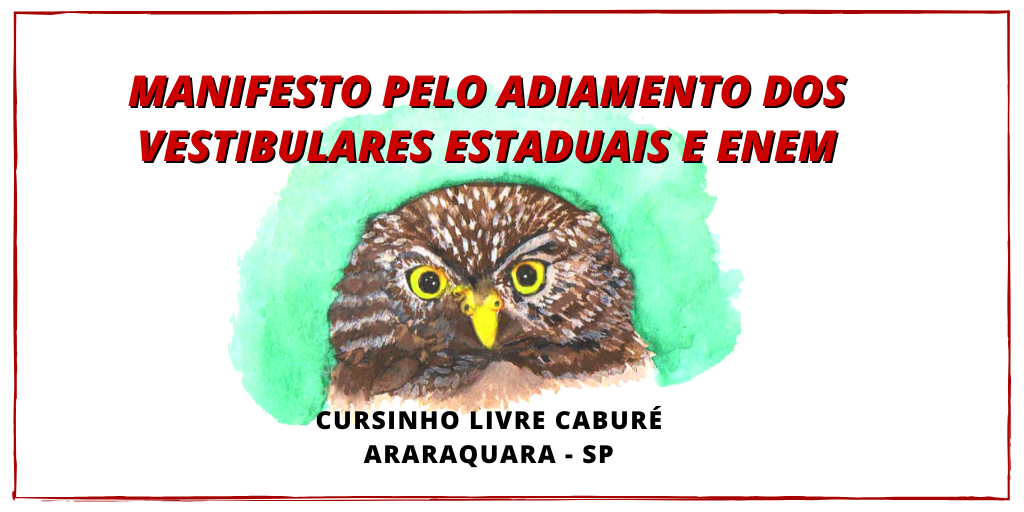 MANIFESTO PELO ADIAMENTO DOS
VESTIBULARES ESTADUAIS E ENEM
CURSINHO LIVRE CABURÉ
ARARAQUARA - SP